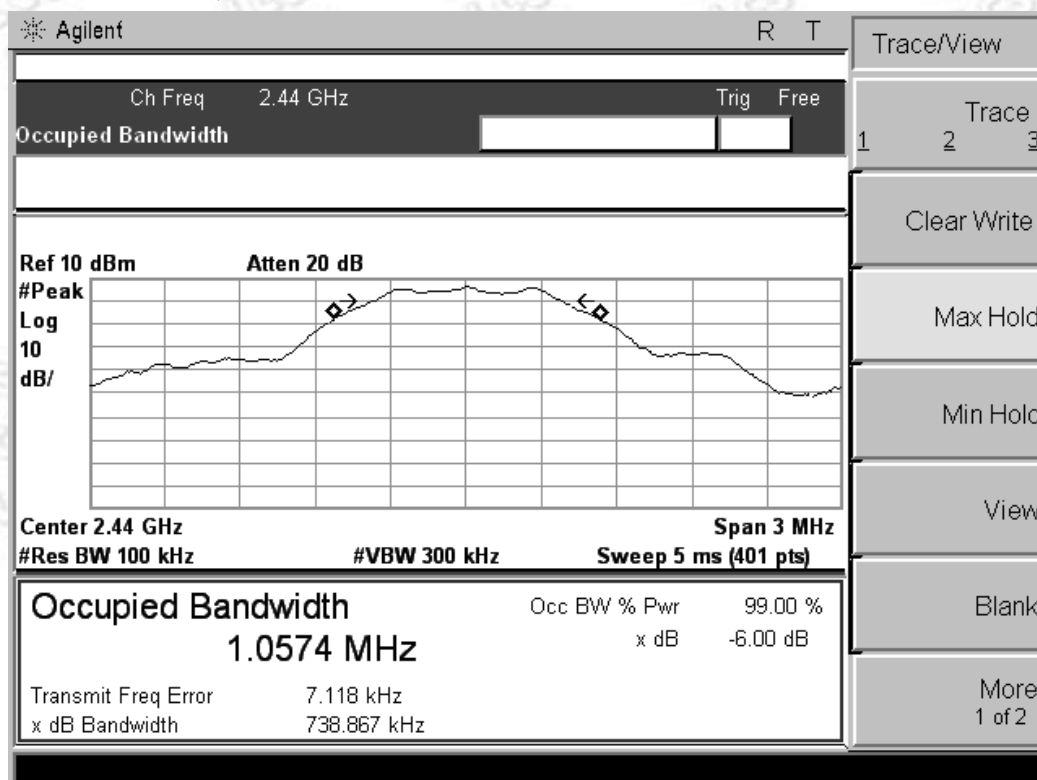 Agilent R T
Trace/View
Ch Freq 2.44 GHz Trig Free
Occupied Bandwidth
Trace
1 2 3
Clear Write
Max Hold
Min Hold
View
Blank
More
1 of 2
Ref 10 dBm Atten 20 dB
#Peak
Log
10
dB/
Center 2.44 GHz Span 3 MHz
#Res BW 100 kHz #VBW 300 kHz Sweep 5 ms (401 pts)
Occupied Bandwidth Occ BW % Pwr 99.00 %
1.0574 MHz x dB -6.00 dB
Transmit Freq Error 7.118 kHz
x dB Bandwidth 738.867 kHz